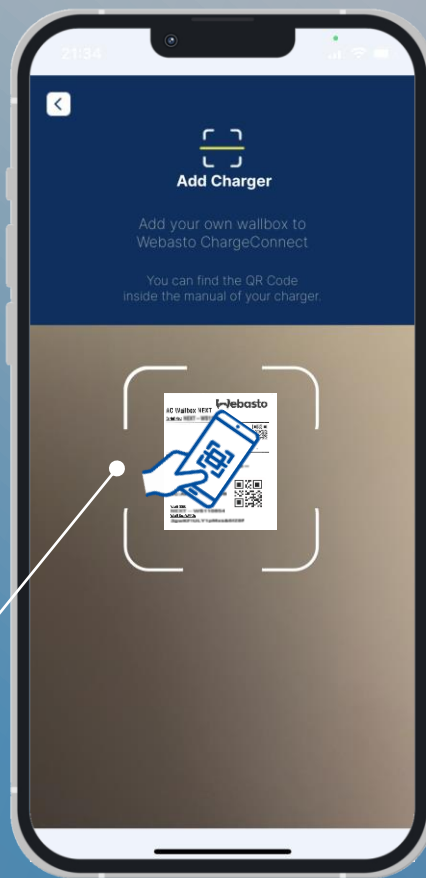 21:34
Add Charger
Add your own wallbox to
Webasto ChargeConnect
You can find the QR Code
inside the manual of your charger.
Webasto
AC Wallbox NEXT